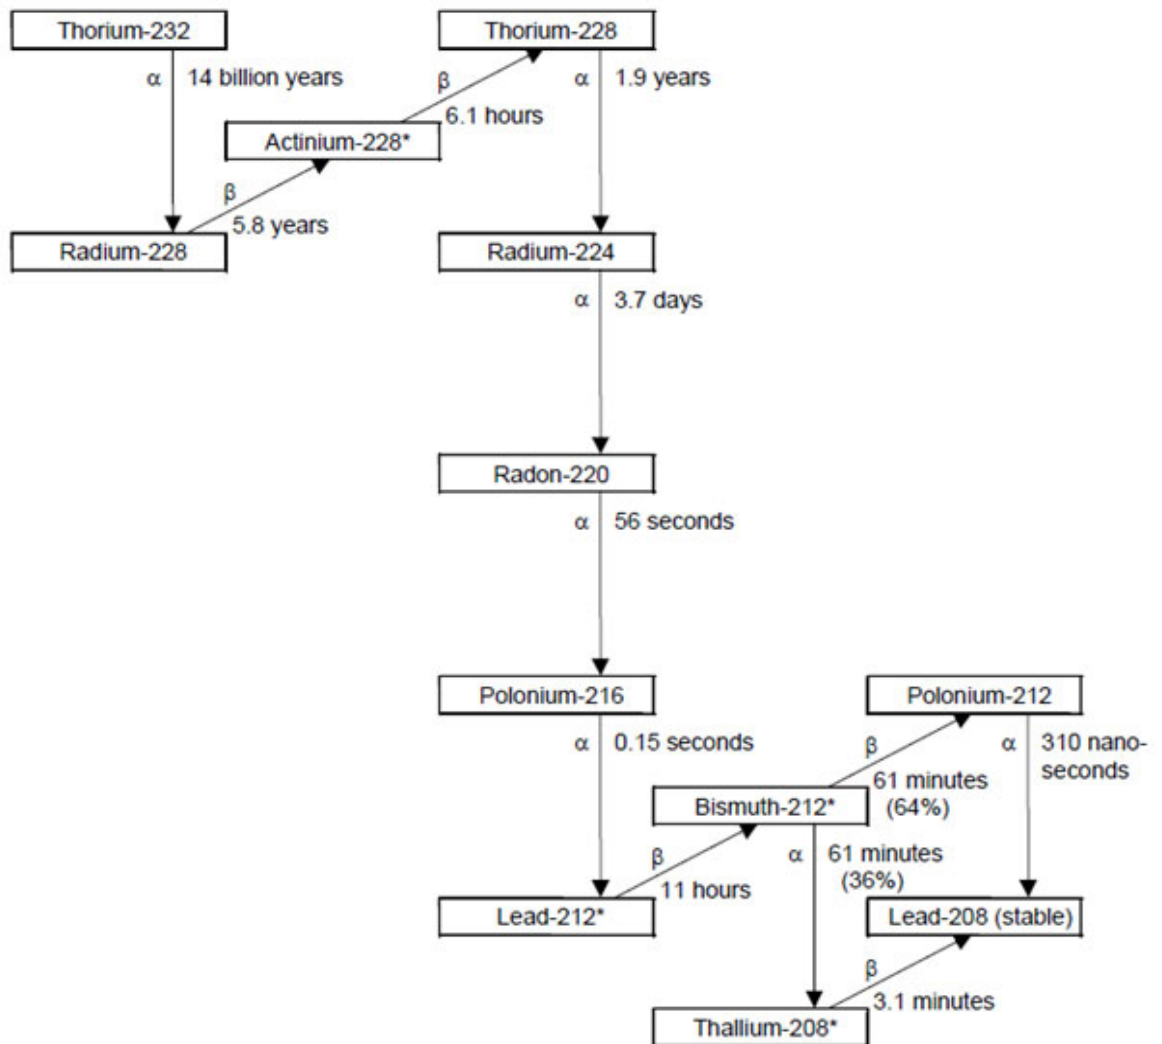 Thorium-232
Thorium-228
α 14 billion years
β
α 1.9 years
6.1 hours
Actinium-228*
β
5.8 years
Radium-228
Radium-224
α 3.7 days
Radon-220
α 56 seconds
Polonium-216
Polonium-212
α 0.15 seconds
β
α 310 nano-
seconds
61 minutes
(64%)
Bismuth-212*
β
α 61 minutes
(36%)
11 hours
Lead-212*
Lead-208 (stable)
β
3.1 minutes
Thallium-208*